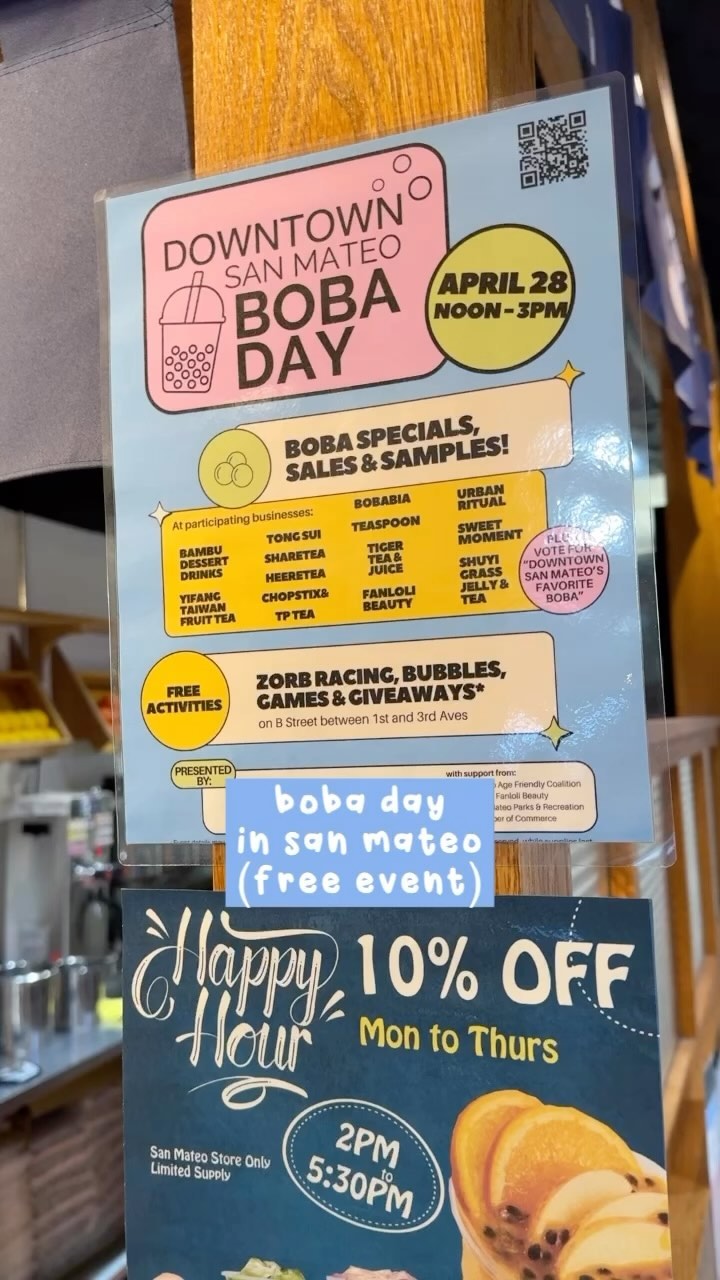 DOWNTOWN
SAN MATEO
BOBA
DAY
APRIL 28
NOON - 3PM
BOBA SPECIALS,
SALES & SAMPLES!
At participating businesses:
BAMBU
DESSERT
DRINKS
YIFANG
TAIWAN
FRUIT TEA
TONG SUI
SHARETEA
HEERETEA
CHOPSTIX&
TP TEA
BOBABIA
TEASPOON
TIGER
TEA &
JUICE
FANLOLI
BEAUTY
URBAN
RITUAL
SWEET
MOMENT
SHUYI
GRASS
JELLY &
TEA
VOTE FOR
"DOWNTOWN
SAN MATEO'S
FAVORITE
BOBA"
FREE
ACTIVITIES
ZORB RACING, BUBBLES,
GAMES & GIVEAWAYS*
on B Street between 1st and 3rd Aves
PRESENTED
BY:
with support from:
Age Friendly Coalition
Fanloli Beauty
Parks & Recreation
of Commerce
boba day
in san mateo
(free event)
Happy
Hour
10% OFF
Mon to Thurs
San Mateo Store Only
Limited Supply
2PM
to
5:30PM